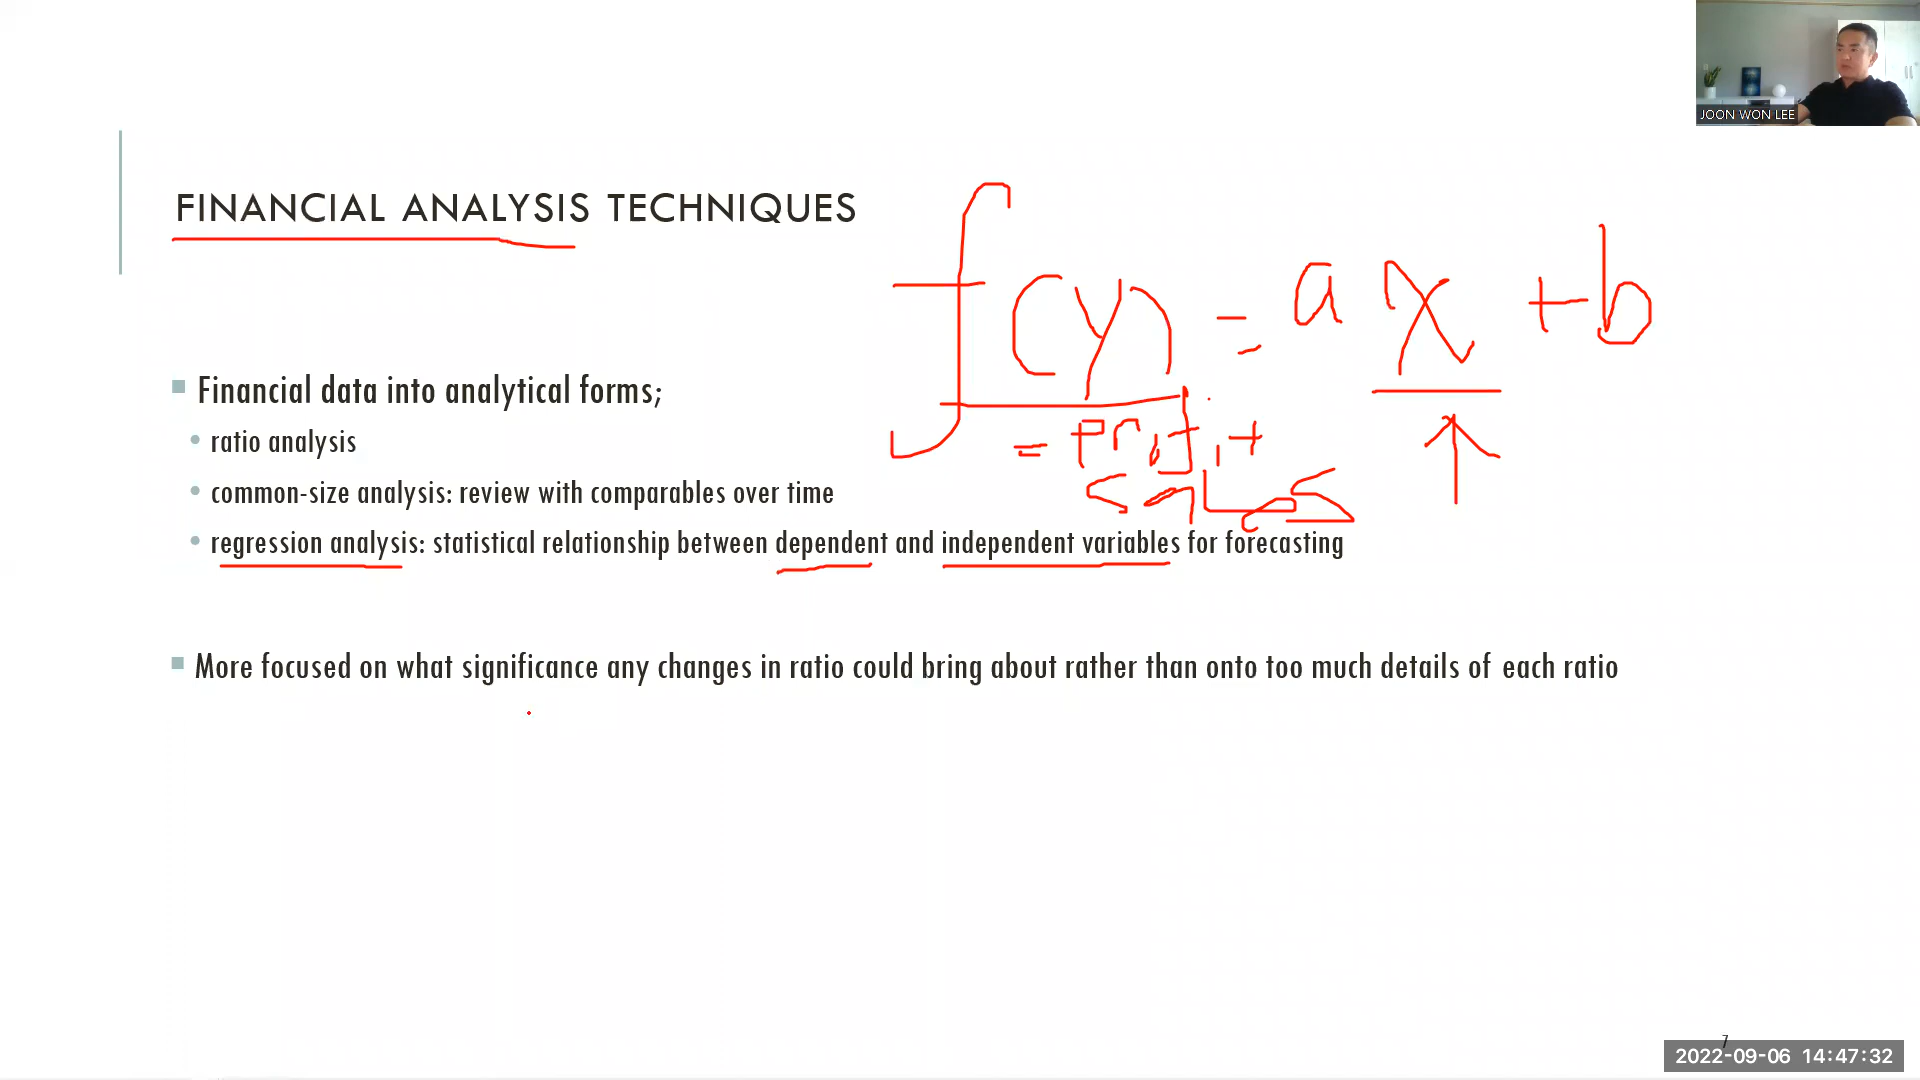 JOON WON LEE
FINANCIAL ANALYSIS TECHNIQUES
f(y) = ax + b
= Profit
Sales
Financial data into analytical forms;
ratio analysis
common-size analysis: review with comparables over time
regression analysis: statistical relationship between dependent and independent variables for forecasting
More focused on what significance any changes in ratio could bring about rather than onto too much details of each ratio
7
2022-09-06 14:47:32